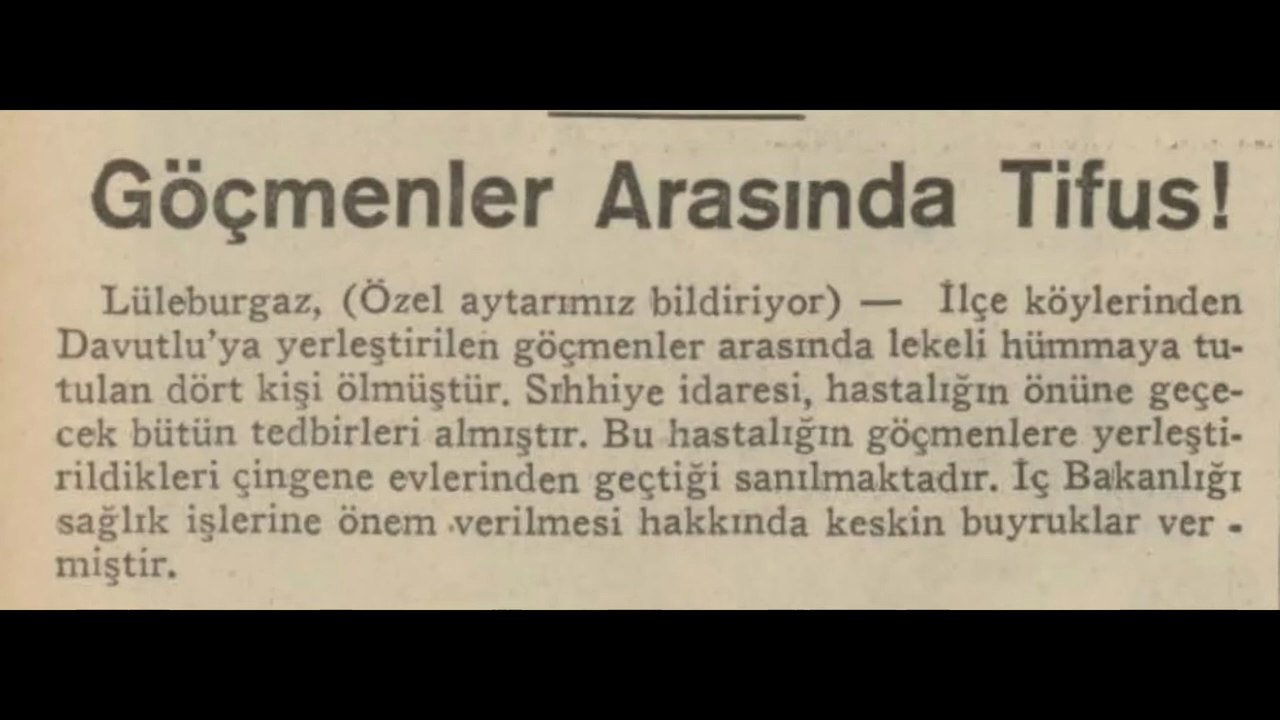 Göçmenler Arasında Tifus!
Lüleburgaz, (Özel aytarımız bildiriyor) — İlçe köylerinden
Davutlu'ya yerleştirilen göçmenler arasında lekeli hümmaya tu-
tulan dört kişi ölmüştür. Sıhhiye idaresi, hastalığın önüne geçe-
cek bütün tedbirleri almıştır. Bu hastalığın göçmenlere yerleşti-
rildikleri çingene evlerinden geçtiği sanılmaktadır. İç Bakanlığı
sağlık işlerine önem verilmesi hakkında keskin buyruklar ver -
miştir.